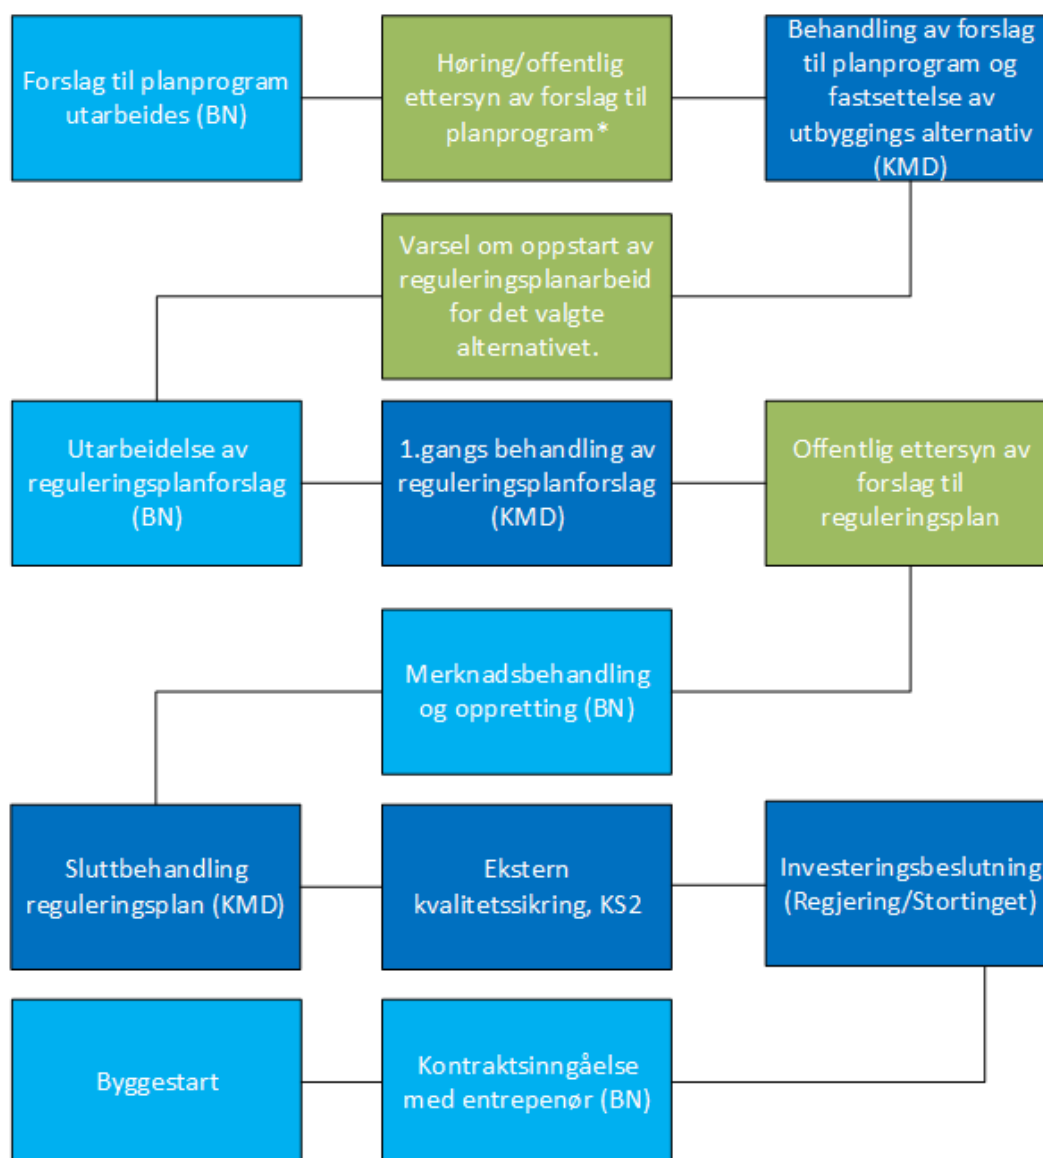 Forslag til planprogram
utarbeides (BN)
Høring/offentlig
ettersyn av forslag til
planprogram*
Behandling av forslag
til planprogram og
fastsettelse av
utbyggings alternativ
(KMD)
Varsel om oppstart av
reguleringsplanarbeid
for det valgte
alternativet.
Utarbeidelse av
reguleringsplanforslag
(BN)
1.gangs behandling av
reguleringsplanforslag
(KMD)
Offentlig ettersyn av
forslag til
reguleringsplan
Merknadsbehandling
og oppretting (BN)
Sluttbehandling
reguleringsplan (KMD)
Ekstern
kvalitetssikring, KS2
Investeringsbeslutning
(Regjering/Stortinget)
Kontraktsinngåelse
med entrepenør (BN)
Byggestart